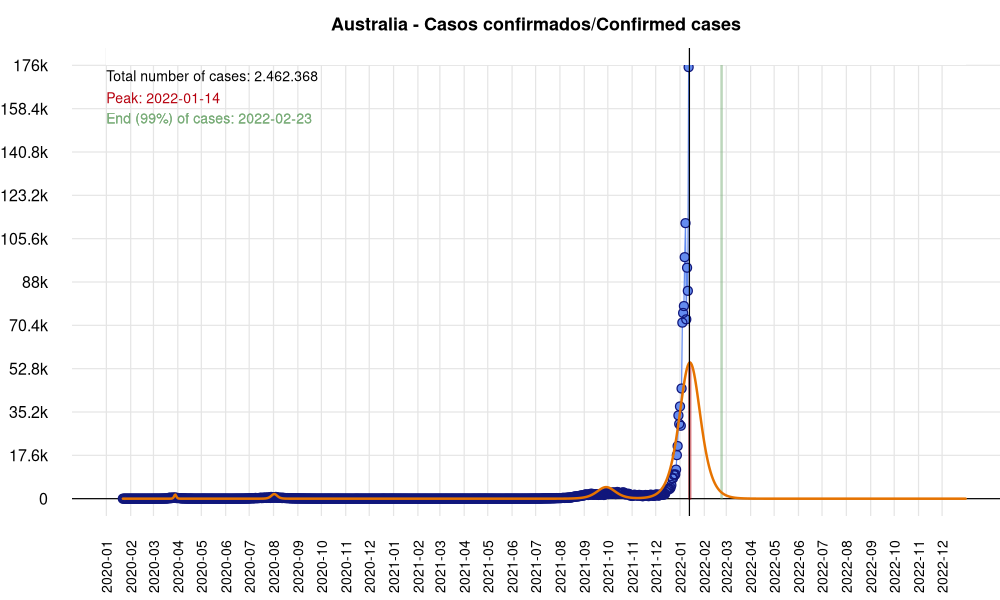 Australia - Casos confirmados/Confirmed cases
Total number of cases: 2.462.368
Peak: 2022-01-14
End (99%) of cases: 2022-02-23
176k
158.4k
140.8k
123.2k
105.6k
88k
70.4k
52.8k
35.2k
17.6k
0
2020-01
2020-02
2020-03
2020-04
2020-05
2020-06
2020-07
2020-08
2020-09
2020-10
2020-11
2020-12
2021-01
2021-02
2021-03
2021-04
2021-05
2021-06
2021-07
2021-08
2021-09
2021-10
2021-11
2021-12
2022-01
2022-02
2022-03
2022-04
2022-05
2022-06
2022-07
2022-08
2022-09
2022-10
2022-11
2022-12